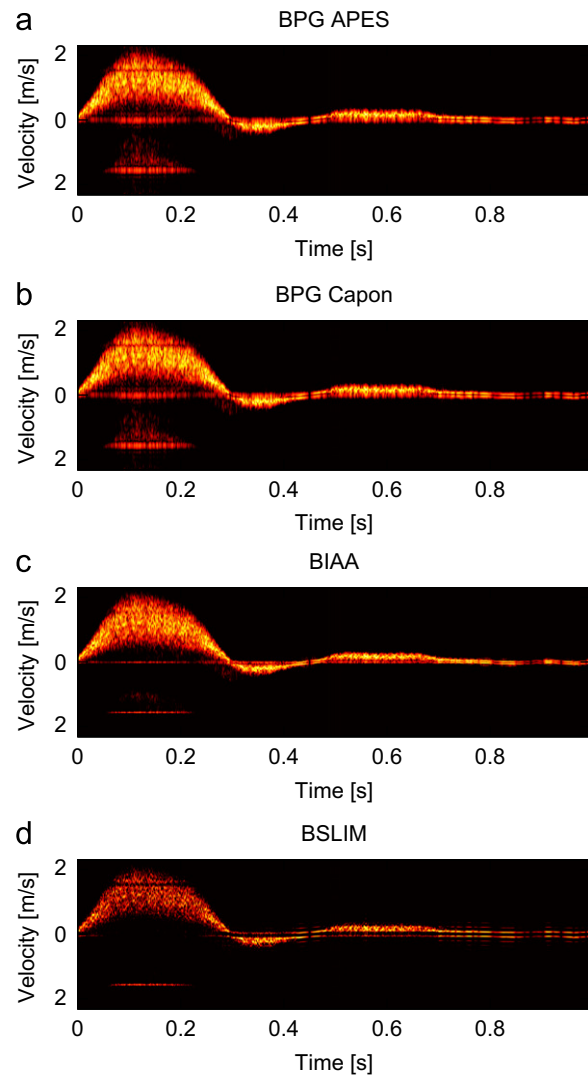 a
BPG APES
Velocity [m/s]
2
0
2
0 0.2 0.4 0.6 0.8
Time [s]
b
BPG Capon
Velocity [m/s]
2
0
2
0 0.2 0.4 0.6 0.8
Time [s]
c
BIAA
Velocity [m/s]
2
0
2
0 0.2 0.4 0.6 0.8
Time [s]
d
BSLIM
Velocity [m/s]
2
0
2
0 0.2 0.4 0.6 0.8
Time [s]